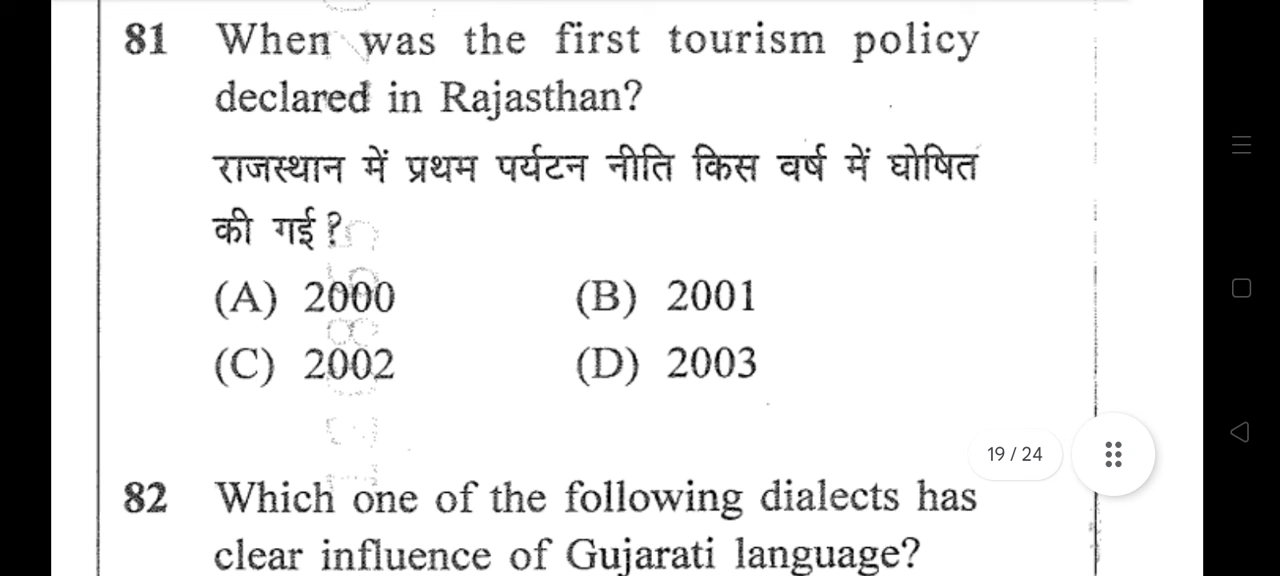 81 When was the first tourism policy
declared in Rajasthan?
राजस्थान में प्रथम पर्यटन नीति किस वर्ष में घोषित
की गई?
(A) 2000 (B) 2001
(C) 2002 (D) 2003
19 / 24
82 Which one of the following dialects has
clear influence of Gujarati language?